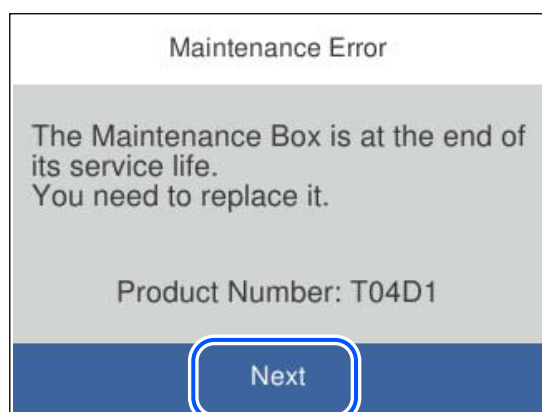 Maintenance Error
The Maintenance Box is at the end of
its service life.
You need to replace it.
Product Number: T04D1
Next